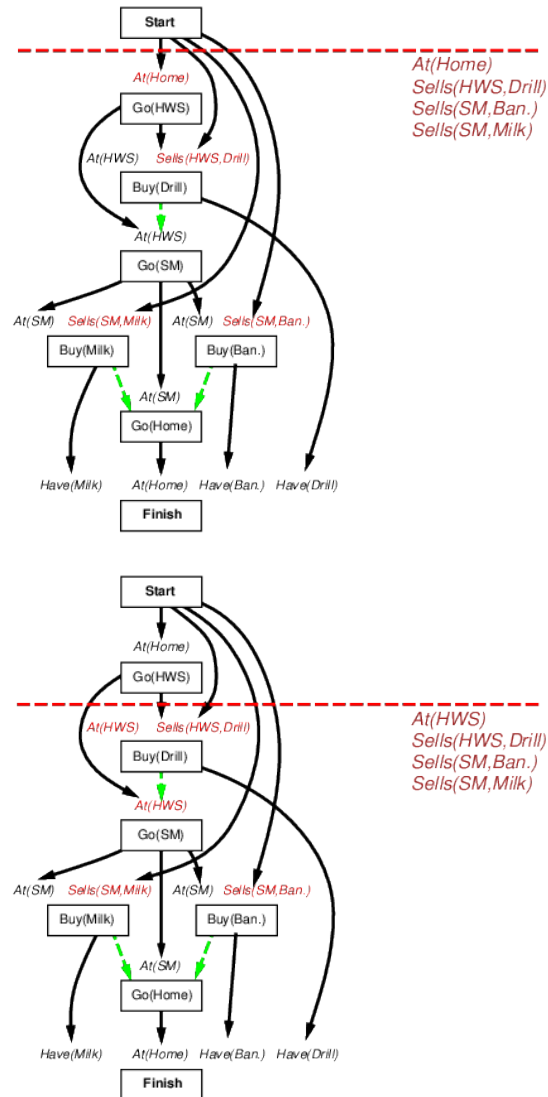 Start
At(Home)
At(Home)
Sells(HWS,Drill)
Sells(SM,Ban.)
Sells(SM,Milk)
Go(HWS)
At(HWS) Sells(HWS,Drill)
Buy(Drill)
At(HWS)
Go(SM)
At(SM) Sells(SM,Milk) At(SM) Sells(SM,Ban.)
Buy(Milk) Buy(Ban.)
At(SM)
Go(Home)
Have(Milk) At(Home) Have(Ban.) Have(Drill)
Finish
Start
At(Home)
Go(HWS)
At(HWS) Sells(HWS,Drill)
At(HWS)
Sells(HWS,Drill)
Sells(SM,Ban.)
Sells(SM,Milk)
Buy(Drill)
At(HWS)
Go(SM)
At(SM) Sells(SM,Milk) At(SM) Sells(SM,Ban.)
Buy(Milk) Buy(Ban.)
At(SM)
Go(Home)
Have(Milk) At(Home) Have(Ban.) Have(Drill)
Finish